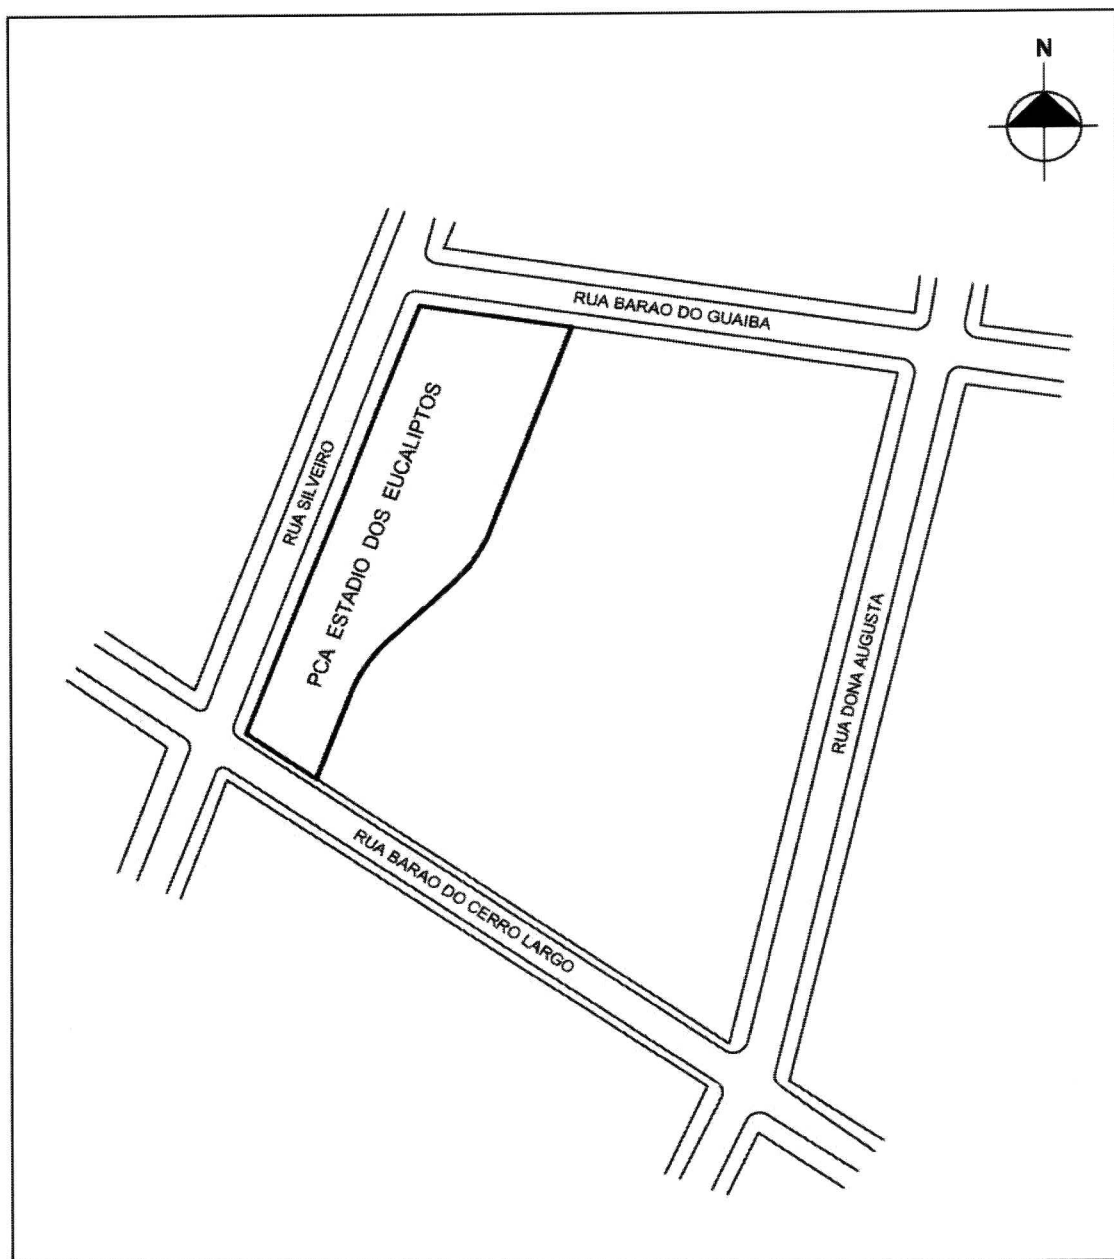 N
RUA BARAO DO GUAIBA
RUA SILVEIRO
PCA ESTADIO DOS EUCALIPTOS
RUA DONA AUGUSTA
RUA BARAO DO CERRO LARGO